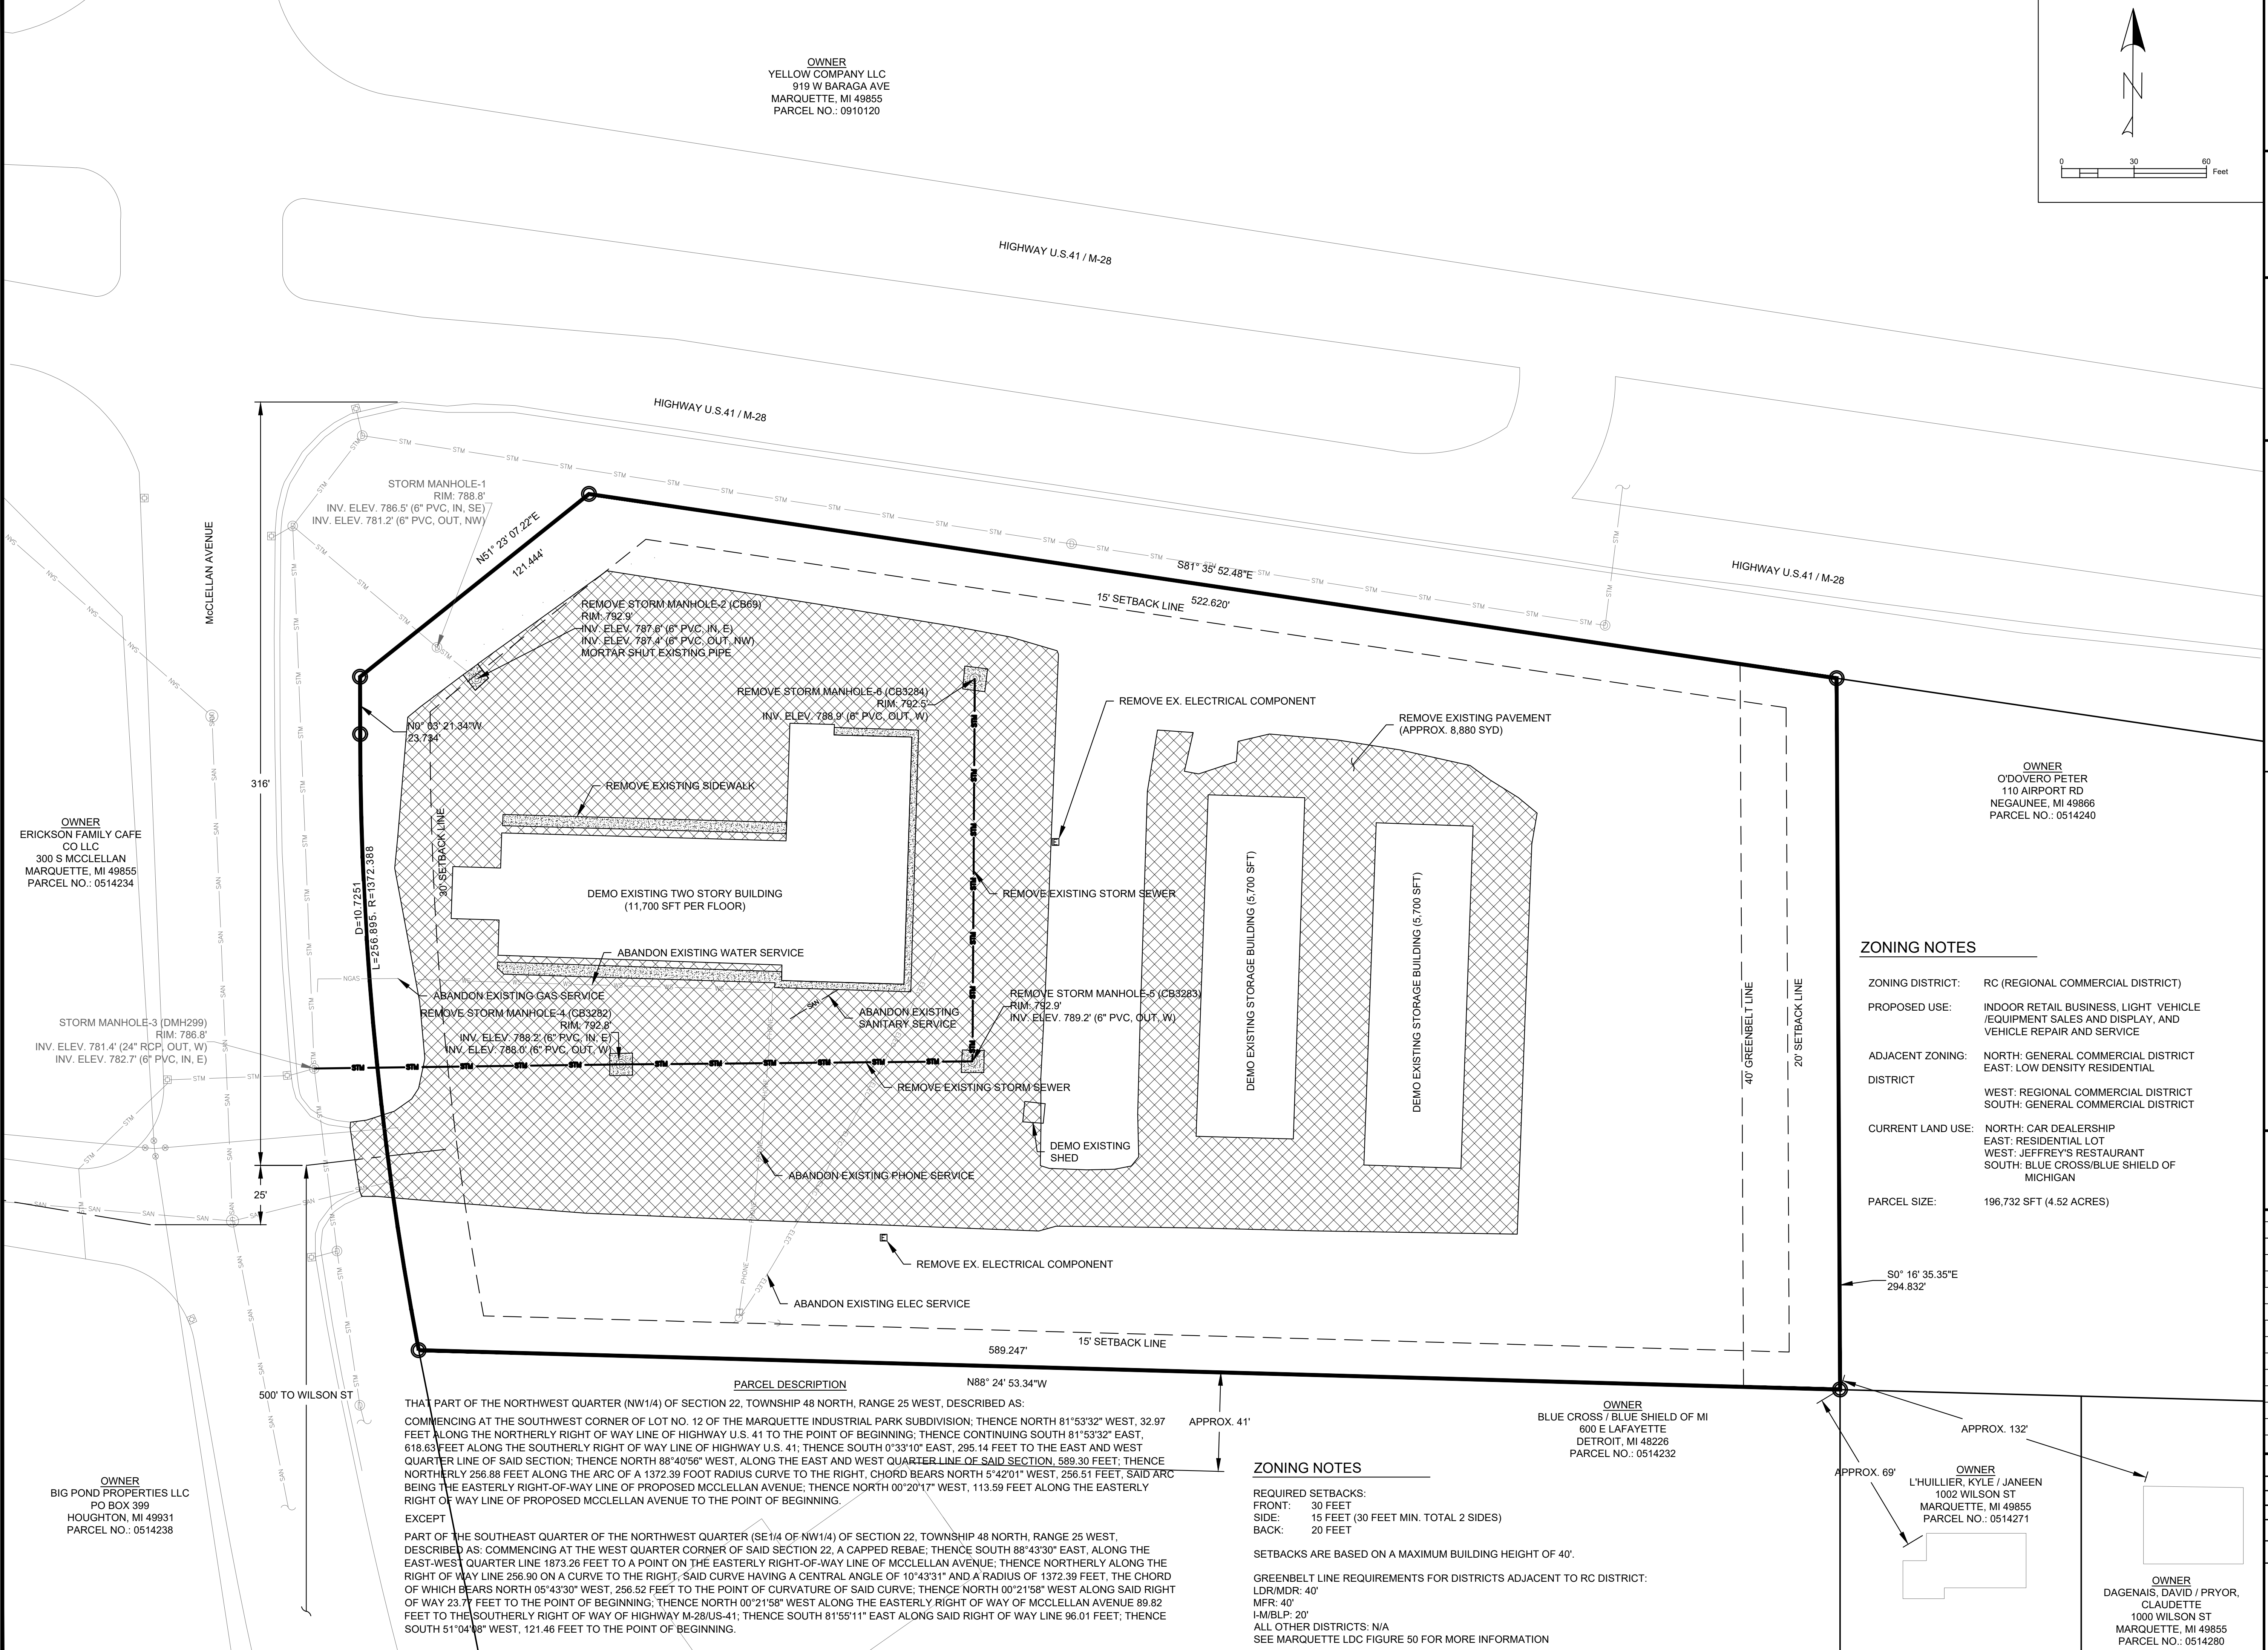 OWNER
YELLOW COMPANY LLC
919 W BARAGA AVE
MARQUETTE, MI 49855
PARCEL NO.: 0910120
N
0 30 60
Feet
HIGHWAY U.S.41 / M-28
HIGHWAY U.S.41 / M-28
HIGHWAY U.S.41 / M-28
McCLELLAN AVENUE
316'
25'
500' TO WILSON ST
STORM MANHOLE-1
RIM: 788.8'
INV. ELEV. 786.5' (6" PVC, IN, SE)
INV. ELEV. 781.2' (6" PVC, OUT, NW)
N51° 23' 07.22"E
121.444'
S81° 35' 52.48"E
522.620'
15' SETBACK LINE
REMOVE STORM MANHOLE-2 (CB69)
RIM: 792.9'
INV. ELEV. 787.6' (6" PVC, IN, E)
INV. ELEV. 787.4' (6" PVC, OUT, NW)
MORTAR SHUT EXISTING PIPE
REMOVE STORM MANHOLE-6 (CB3284)
RIM: 792.5'
INV. ELEV. 788.9' (6" PVC, OUT, W)
REMOVE EX. ELECTRICAL COMPONENT
REMOVE EXISTING PAVEMENT
(APPROX. 8,880 SYD)
N0° 03' 21.34"W
23.734'
REMOVE EXISTING SIDEWALK
30' SETBACK LINE
D=10.7251
L=256.895. R=1372.388
DEMO EXISTING TWO STORY BUILDING
(11,700 SFT PER FLOOR)
REMOVE EXISTING STORM SEWER
DEMO EXISTING STORAGE BUILDING (5,700 SFT)
DEMO EXISTING STORAGE BUILDING (5,700 SFT)
ABANDON EXISTING WATER SERVICE
NGAS
ABANDON EXISTING GAS SERVICE
REMOVE STORM MANHOLE-4 (CB3282)
RIM: 792.8'
INV. ELEV. 788.2' (6" PVC, IN, E)
INV. ELEV. 788.0' (6" PVC, OUT, W)
SAN
ABANDON EXISTING
SANITARY SERVICE
REMOVE STORM MANHOLE-5 (CB3283)
RIM: 792.9'
INV. ELEV. 789.2' (6" PVC, OUT, W)
STORM MANHOLE-3 (DMH299)
RIM: 786.8'
INV. ELEV. 781.4' (24" RCP, OUT, W)
INV. ELEV. 782.7' (6" PVC, IN, E)
REMOVE EXISTING STORM SEWER
DEMO EXISTING
SHED
ABANDON EXISTING PHONE SERVICE
REMOVE EX. ELECTRICAL COMPONENT
ABANDON EXISTING ELEC SERVICE
PHONE
ELEC
40' GREENBELT LINE
20' SETBACK LINE
15' SETBACK LINE
589.247'
N88° 24' 53.34"W
S0° 16' 35.35"E
294.832'
OWNER
ERICKSON FAMILY CAFE
CO LLC
300 S MCCLELLAN
MARQUETTE, MI 49855
PARCEL NO.: 0514234
OWNER
O'DOVERO PETER
110 AIRPORT RD
NEGAUNEE, MI 49866
PARCEL NO.: 0514240
ZONING NOTES
ZONING DISTRICT: RC (REGIONAL COMMERCIAL DISTRICT)
PROPOSED USE: INDOOR RETAIL BUSINESS, LIGHT VEHICLE
/EQUIPMENT SALES AND DISPLAY, AND
VEHICLE REPAIR AND SERVICE
ADJACENT ZONING: NORTH: GENERAL COMMERCIAL DISTRICT
EAST: LOW DENSITY RESIDENTIAL
DISTRICT
WEST: REGIONAL COMMERCIAL DISTRICT
SOUTH: GENERAL COMMERCIAL DISTRICT
CURRENT LAND USE: NORTH: CAR DEALERSHIP
EAST: RESIDENTIAL LOT
WEST: JEFFREY'S RESTAURANT
SOUTH: BLUE CROSS/BLUE SHIELD OF
MICHIGAN
PARCEL SIZE: 196,732 SFT (4.52 ACRES)
PARCEL DESCRIPTION
THAT PART OF THE NORTHWEST QUARTER (NW1/4) OF SECTION 22, TOWNSHIP 48 NORTH, RANGE 25 WEST, DESCRIBED AS:
COMMENCING AT THE SOUTHWEST CORNER OF LOT NO. 12 OF THE MARQUETTE INDUSTRIAL PARK SUBDIVISION; THENCE NORTH 81°53'32" WEST, 32.97
FEET ALONG THE NORTHERLY RIGHT OF WAY LINE OF HIGHWAY U.S. 41 TO THE POINT OF BEGINNING; THENCE CONTINUING SOUTH 81°53'32" EAST,
618.63 FEET ALONG THE SOUTHERLY RIGHT OF WAY LINE OF HIGHWAY U.S. 41; THENCE SOUTH 0°33'10" EAST, 295.14 FEET TO THE EAST AND WEST
QUARTER LINE OF SAID SECTION; THENCE NORTH 88°40'56" WEST, ALONG THE EAST AND WEST QUARTER LINE OF SAID SECTION, 589.30 FEET; THENCE
NORTHERLY 256.88 FEET ALONG THE ARC OF A 1372.39 FOOT RADIUS CURVE TO THE RIGHT, CHORD BEARS NORTH 5°42'01" WEST, 256.51 FEET, SAID ARC
BEING THE EASTERLY RIGHT-OF-WAY LINE OF PROPOSED MCCLELLAN AVENUE; THENCE NORTH 00°20'17" WEST, 113.59 FEET ALONG THE EASTERLY
RIGHT OF WAY LINE OF PROPOSED MCCLELLAN AVENUE TO THE POINT OF BEGINNING.
EXCEPT
PART OF THE SOUTHEAST QUARTER OF THE NORTHWEST QUARTER (SE1/4 OF NW1/4) OF SECTION 22, TOWNSHIP 48 NORTH, RANGE 25 WEST,
DESCRIBED AS: COMMENCING AT THE WEST QUARTER CORNER OF SAID SECTION 22, A CAPPED REBAE; THENCE SOUTH 88°43'30" EAST, ALONG THE
EAST-WEST QUARTER LINE 1873.26 FEET TO A POINT ON THE EASTERLY RIGHT-OF-WAY LINE OF MCCLELLAN AVENUE; THENCE NORTHERLY ALONG THE
RIGHT OF WAY LINE 256.90 ON A CURVE TO THE RIGHT, SAID CURVE HAVING A CENTRAL ANGLE OF 10°43'31" AND A RADIUS OF 1372.39 FEET, THE CHORD
OF WHICH BEARS NORTH 05°43'30" WEST, 256.52 FEET TO THE POINT OF CURVATURE OF SAID CURVE; THENCE NORTH 00°21'58" WEST ALONG SAID RIGHT
OF WAY 23.77 FEET TO THE POINT OF BEGINNING; THENCE NORTH 00°21'58" WEST ALONG THE EASTERLY RIGHT OF WAY OF MCCLELLAN AVENUE 89.82
FEET TO THE SOUTHERLY RIGHT OF WAY OF HIGHWAY M-28/US-41; THENCE SOUTH 81°55'11" EAST ALONG SAID RIGHT OF WAY LINE 96.01 FEET; THENCE
SOUTH 51°04'08" WEST, 121.46 FEET TO THE POINT OF BEGINNING.
APPROX. 41'
ZONING NOTES
REQUIRED SETBACKS:
FRONT: 30 FEET
SIDE: 15 FEET (30 FEET MIN. TOTAL 2 SIDES)
BACK: 20 FEET
SETBACKS ARE BASED ON A MAXIMUM BUILDING HEIGHT OF 40'.
GREENBELT LINE REQUIREMENTS FOR DISTRICTS ADJACENT TO RC DISTRICT:
LDR/MDR: 40'
MFR: 40'
I-M/BLP: 20'
ALL OTHER DISTRICTS: N/A
SEE MARQUETTE LDC FIGURE 50 FOR MORE INFORMATION
OWNER
BLUE CROSS / BLUE SHIELD OF MI
600 E LAFAYETTE
DETROIT, MI 48226
PARCEL NO.: 0514232
APPROX. 132'
APPROX. 69'
OWNER
L'HUILLIER, KYLE / JANEEN
1002 WILSON ST
MARQUETTE, MI 49855
PARCEL NO.: 0514271
OWNER
DAGENAIS, DAVID / PRYOR,
CLAUDETTE
1000 WILSON ST
MARQUETTE, MI 49855
PARCEL NO.: 0514280
OWNER
BIG POND PROPERTIES LLC
PO BOX 399
HOUGHTON, MI 49931
PARCEL NO.: 0514238